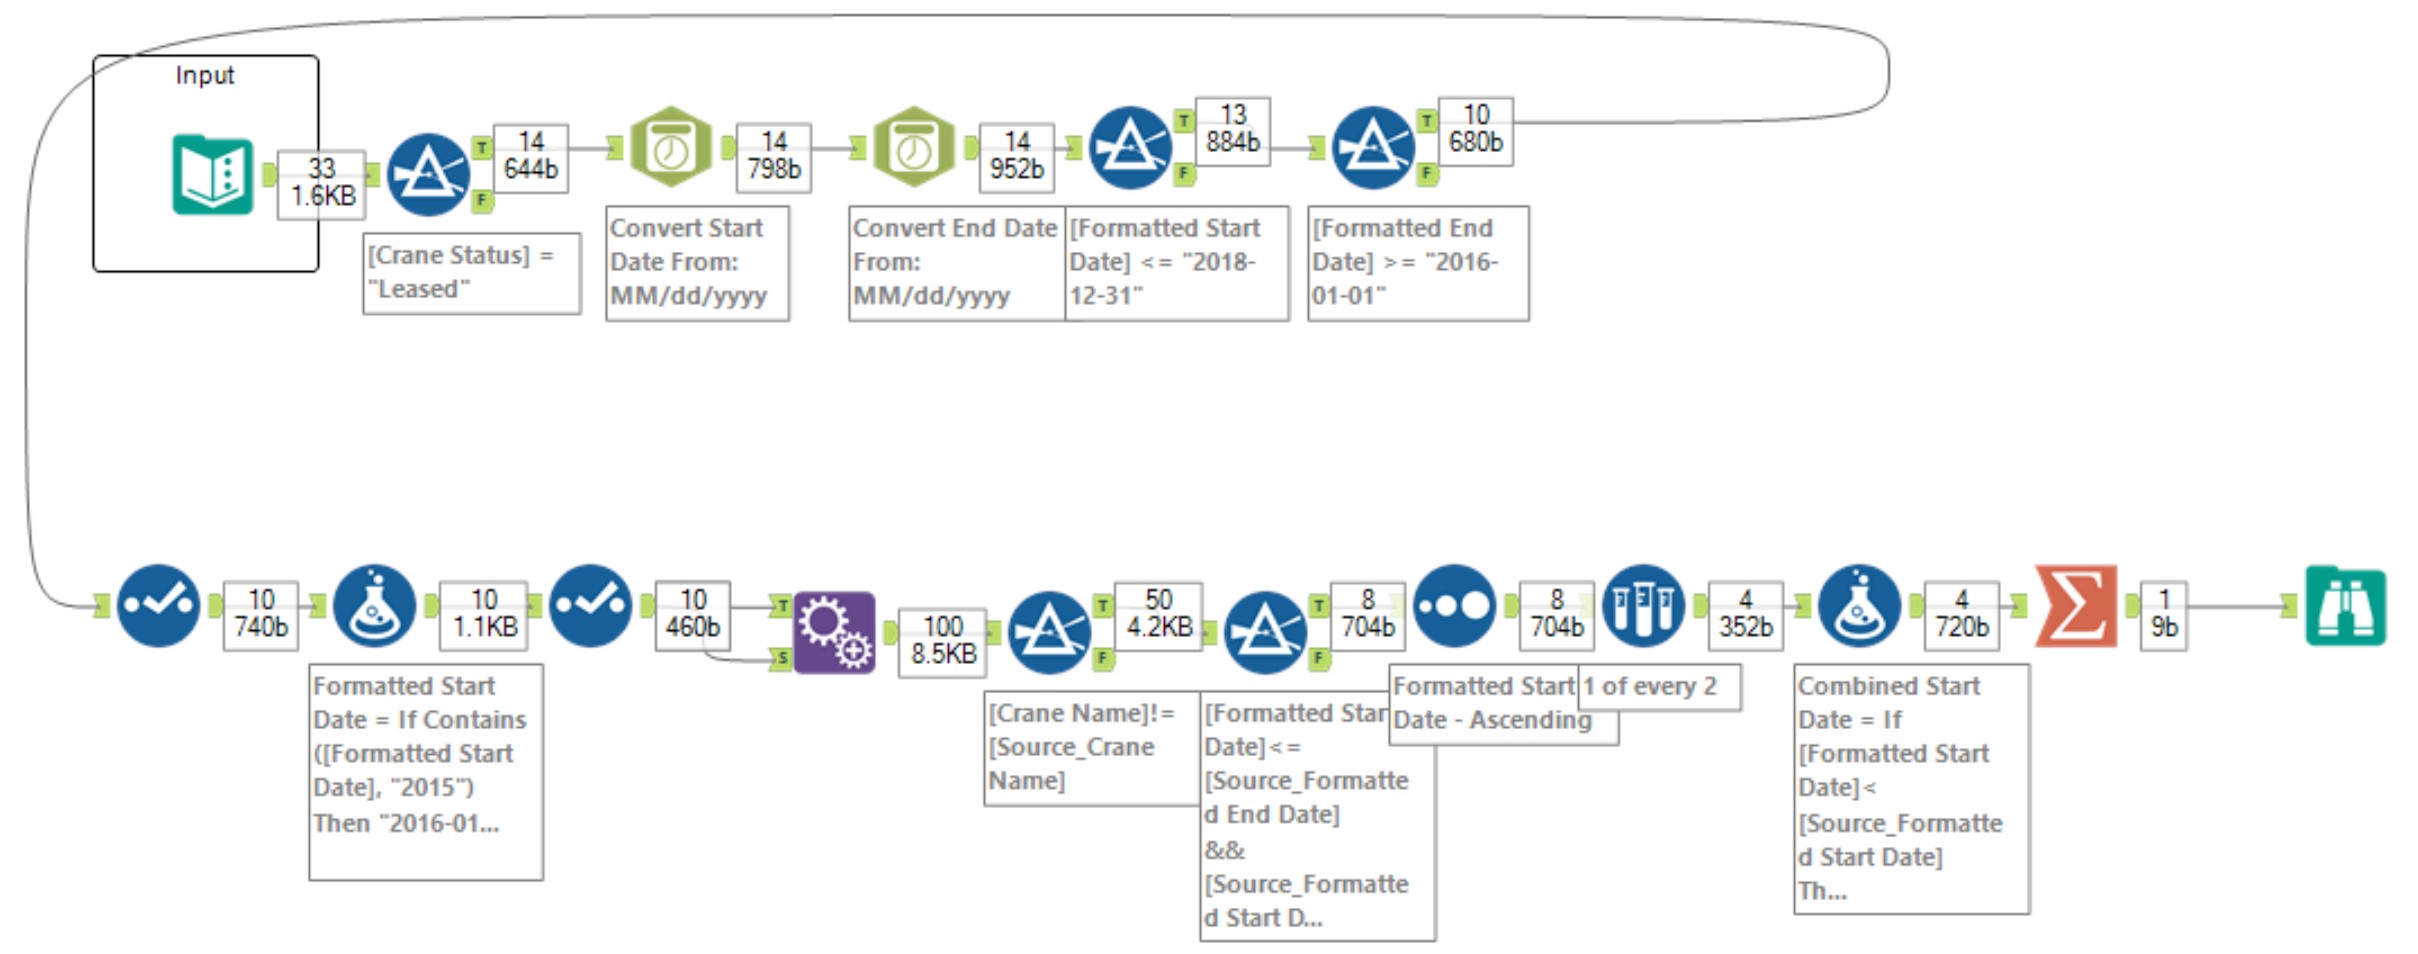 Input
33
1.6KB
T
F
14
644b
[Crane Status] =
"Leased"
14
798b
Convert Start
Date From:
MM/dd/yyyy
14
952b
Convert End Date
From:
MM/dd/yyyy
T
F
13
884b
[Formatted Start
Date] <= "2018-
12-31"
T
F
10
680b
[Formatted End
Date] >= "2016-
01-01"
10
740b
10
1.1KB
Formatted Start
Date = If Contains
([Formatted Start
Date], "2015")
Then "2016-01...
10
460b
T
S
100
8.5KB
T
F
50
4.2KB
[Crane Name]!=
[Source_Crane
Name]
T
F
8
704b
[Formatted Star
Date]<=
[Source_Formatte
d End Date]
&&
[Source_Formatte
d Start D...
8
704b
Formatted Start
Date - Ascending
4
352b
1 of every 2
4
720b
Combined Start
Date = If
[Formatted Start
Date]<
[Source_Formatte
d Start Date]
Th...
1
9b